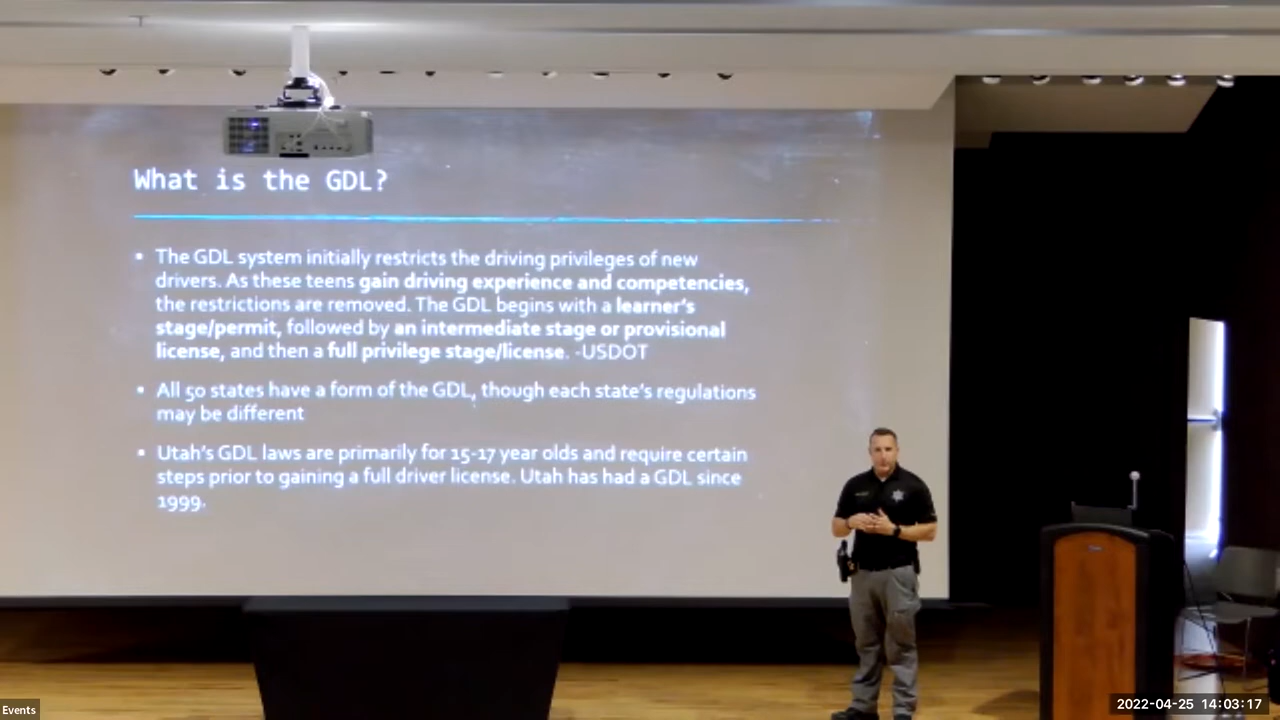 What is the GDL?
▪ The GDL system initially restricts the driving privileges of new
drivers. As these teens gain driving experience and competencies,
the restrictions are removed. The GDL begins with a learner's
stage/permit, followed by an intermediate stage or provisional
license, and then a full privilege stage/license. -USDOT
▪ All 50 states have a form of the GDL, though each state's regulations
may be different
▪ Utah's GDL laws are primarily for 15-17 year olds and require certain
steps prior to gaining a full driver license. Utah has had a GDL since
1999.
Events
2022-04-25 14:03:17